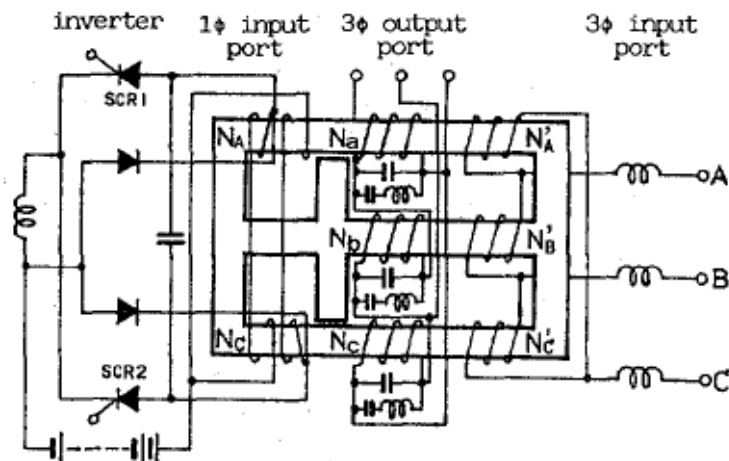 inverter
1ϕ input port
3ϕ output port
3ϕ input port
SCR1
NA
Na
N'A
A
Nb
N'B
B
NC
Nc
N'C
C
SCR2